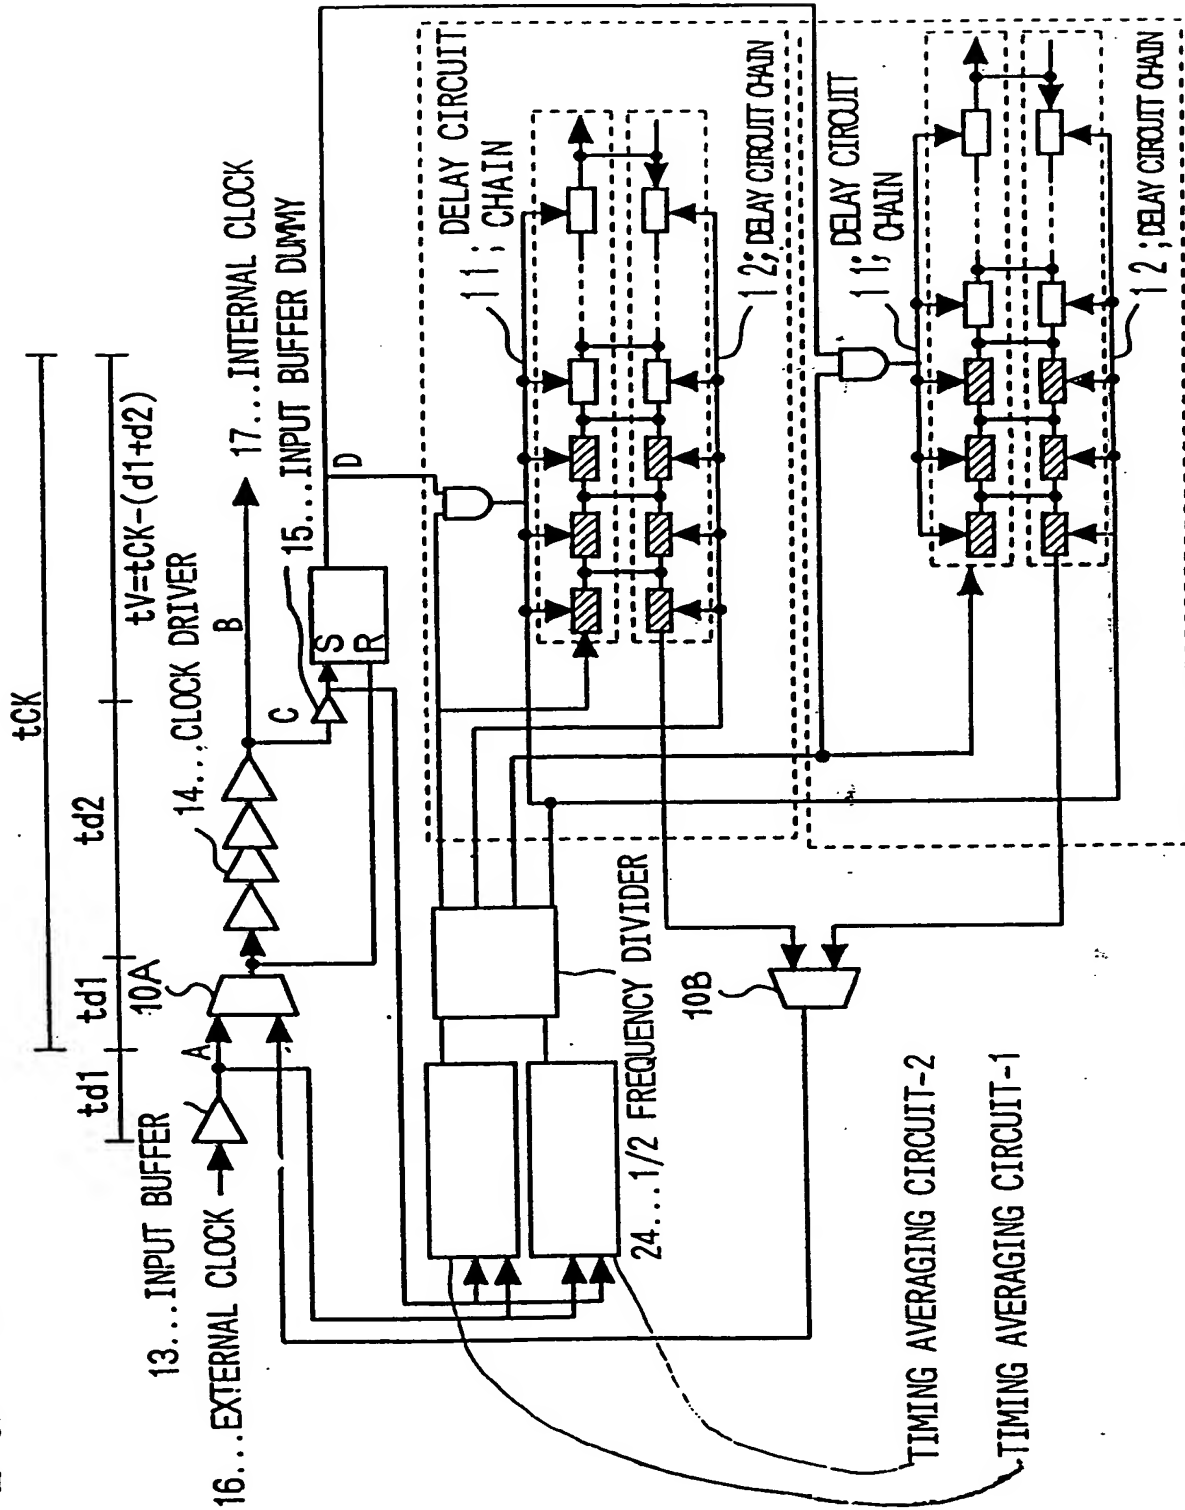 tCK
td1
td1
td2
tV=tCK-(d1+d2)
13...INPUT BUFFER
16...EXTERNAL CLOCK
A
10A
14...CLOCK DRIVER
B
17...INTERNAL CLOCK
15...INPUT BUFFER DUMMY
C
S
R
D
DELAY CIRCUIT
11; CHAIN
12; DELAY CIRCUIT CHAIN
DELAY CIRCUIT
11; CHAIN
12; DELAY CIRCUIT CHAIN
24...1/2 FREQUENCY DIVIDER
10B
TIMING AVERAGING CIRCUIT-2
TIMING AVERAGING CIRCUIT-1